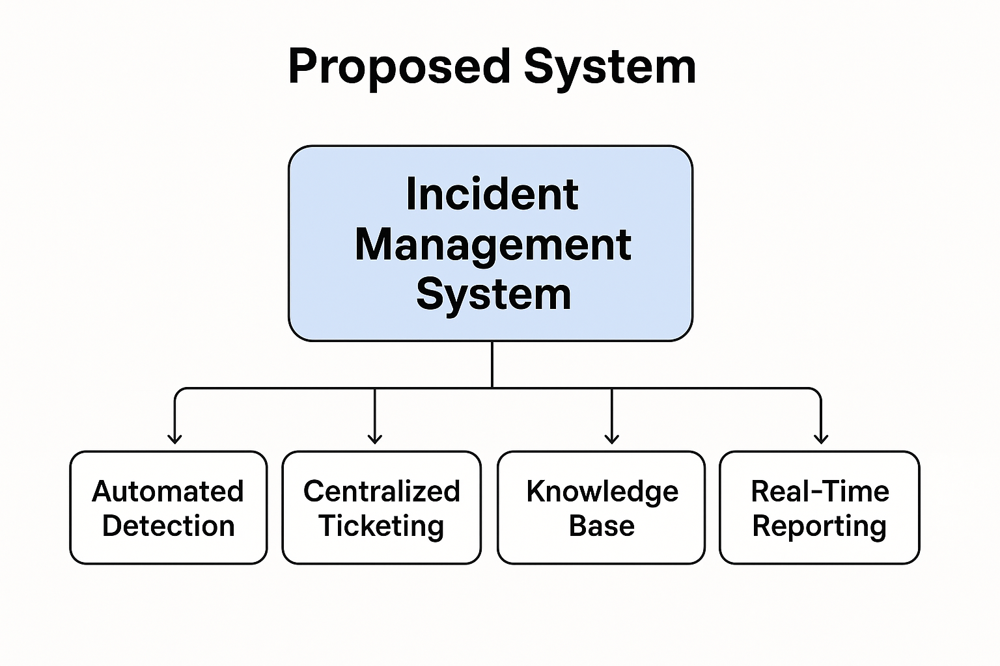 Proposed System
Incident
Management
System
Automated
Detection
Centralized
Ticketing
Knowledge
Base
Real-Time
Reporting